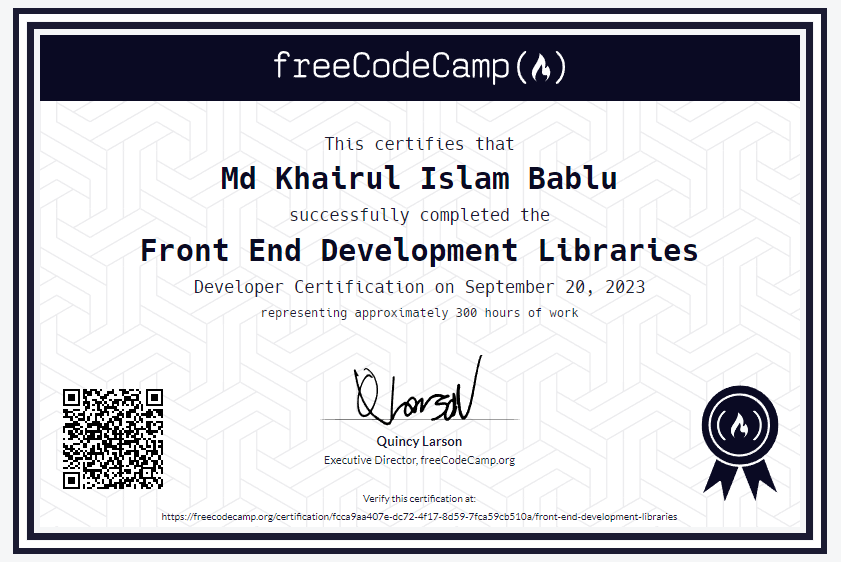 freeCodeCamp
This certifies that
Md Khairul Islam Bablu
successfully completed the
Front End Development Libraries
Developer Certification on September 20, 2023
representing approximately 300 hours of work
Quincy Larson
Executive Director, freeCodeCamp.org
Verify this certification at:
https://freecodecamp.org/certification/fcca9aa407e-dc72-4f17-8d59-7fca59cb510a/front-end-development-libraries